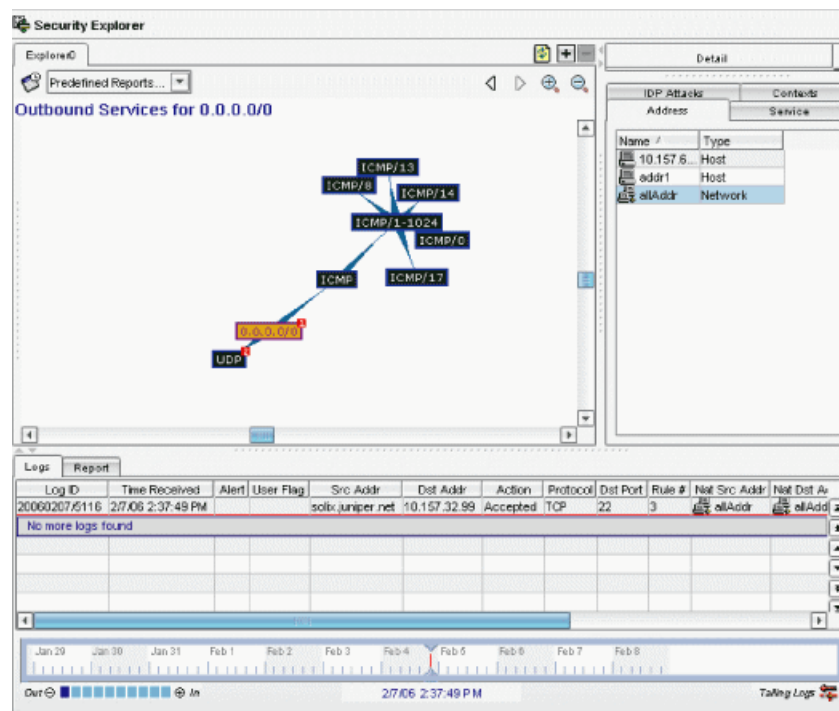 Security Explorer
Explorer0
Detail
Predefined Reports...
IDP Attacks
Contexts
Address
Service
Outbound Services for 0.0.0.0/0
Name
Type
10.157.6... Host
addr1 Host
allAddr Network
ICMP/13
ICMP/8
ICMP/14
ICMP/1-1024
ICMP/0
ICMP
ICMP/17
0.0.0.0/0
UDP
Logs
Report
Log ID Time Received Alert User Flag Src Addr Dst Addr Action Protocol Dst Port Rule # Nat Src Addr Nat Dst A
20060207/5116 2/7/06 2:37:49 PM solix.juniper.net 10.157.32.99 Accepted TCP 22 3 allAddr allAdd
No more logs found
Jan 29 Jan 30 Jan 31 Feb 1 Feb 2 Feb 3 Feb 4 Feb 5 Feb 6 Feb 7 Feb 8
Out In
2/7/06 2:37:49 PM
Tailing Logs